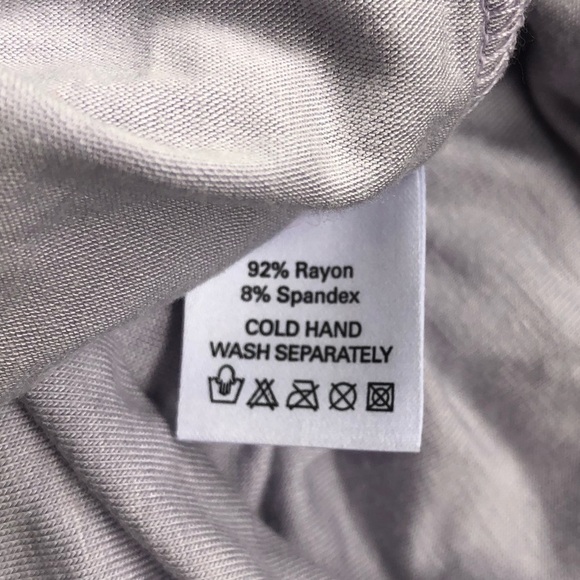 92% Rayon
8% Spandex
COLD HAND
WASH SEPARATELY